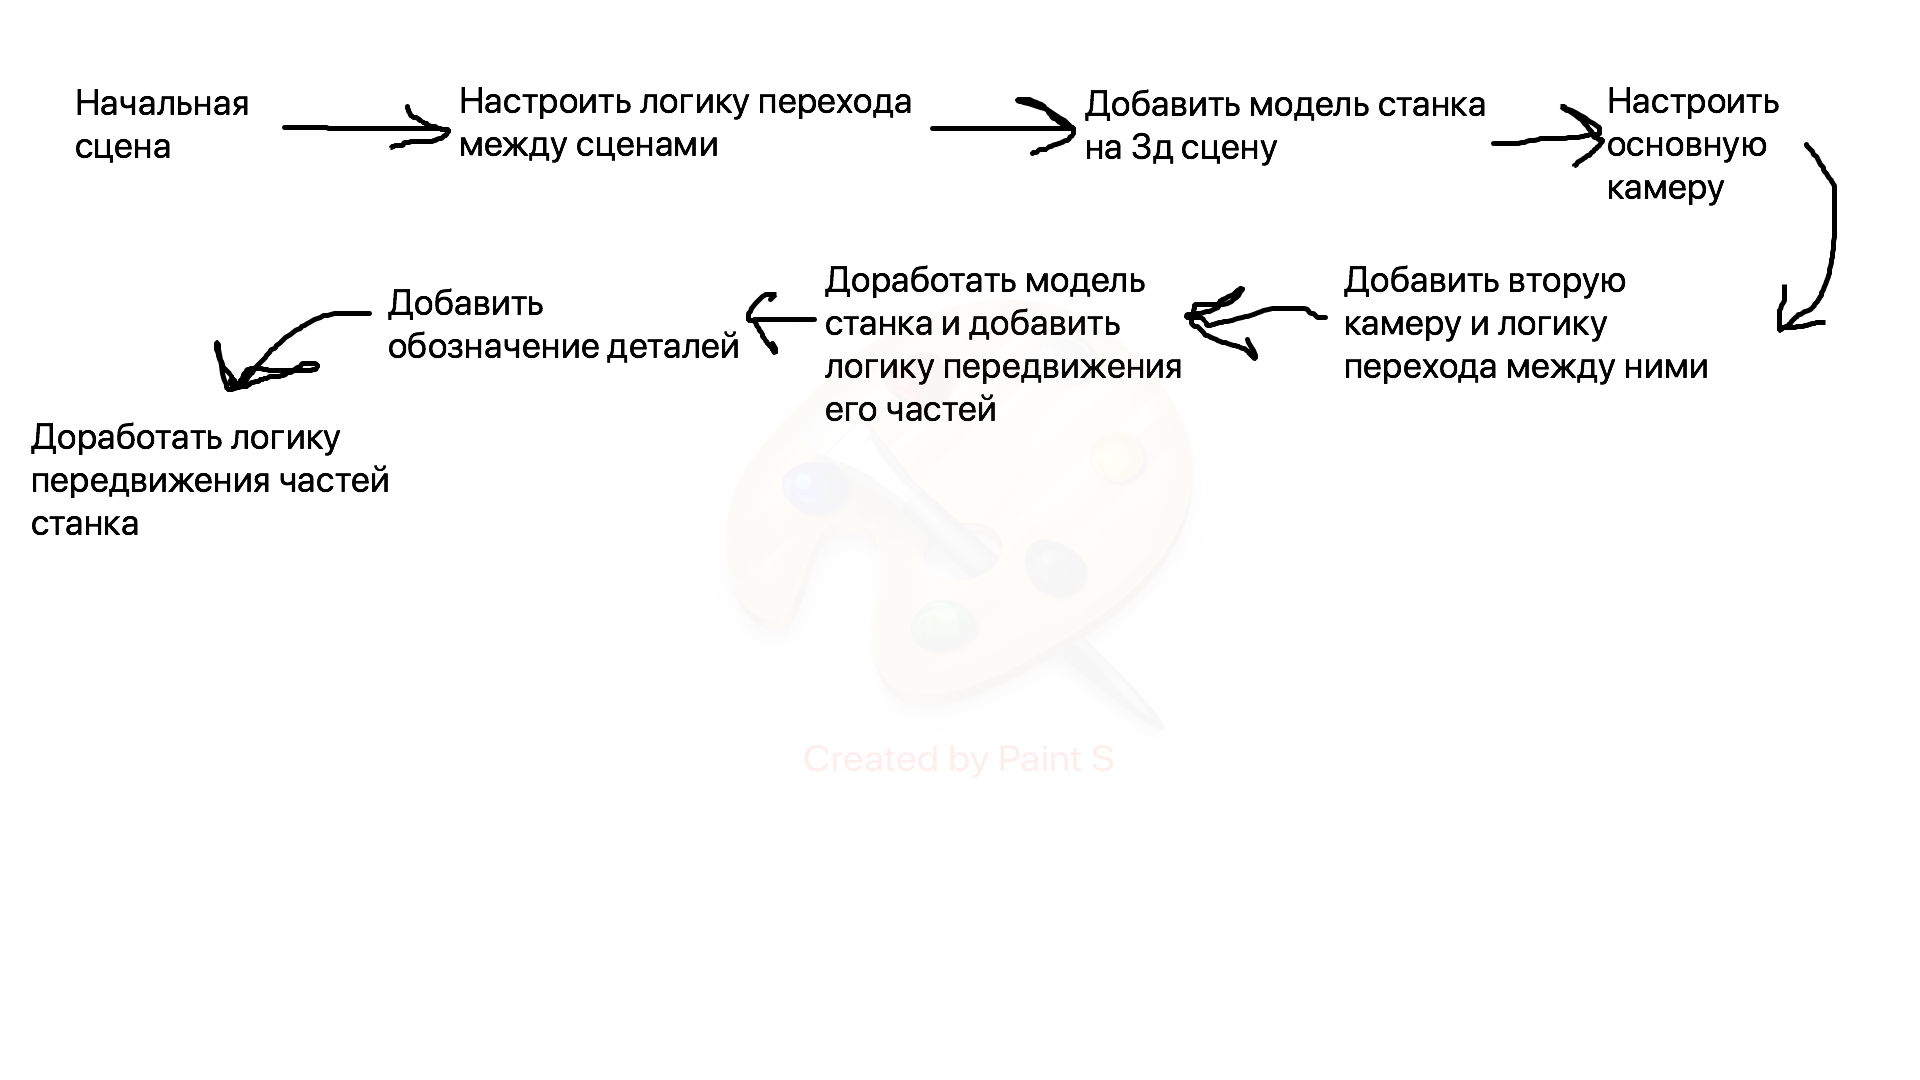 Начальная
сцена
Настроить логику перехода
между сценами
Добавить модель станка
на 3д сцену
Настроить
основную
камеру
Добавить вторую
камеру и логику
перехода между ними
Доработать модель
станка и добавить
логику передвижения
его частей
Добавить
обозначение деталей
Доработать логику
передвижения частей
станка
Created by Paint S